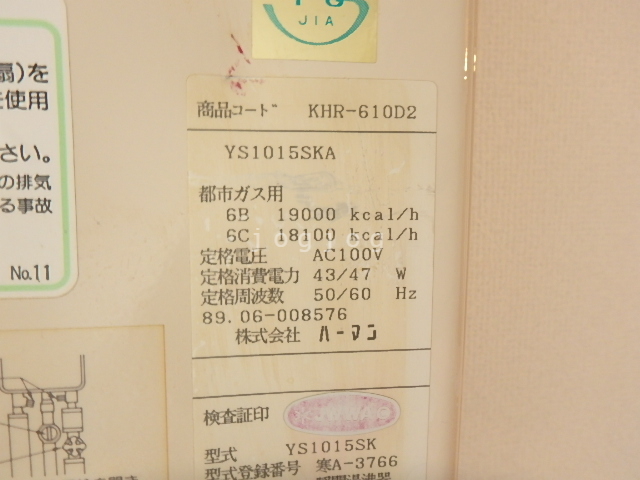 JIA
扇)を
使用
さい。
の排気
る事故
No.11
商品コード KHR-610D2
YS1015SKA
都市ガス用
6B 19000 kcal/h
6C 18100 kcal/h
joglog
定格電圧 AC100V
定格消費電力 43/47 W
定格周波数 50/60 Hz
89.06-008576
株式会社 ハーマン
検査証印
型式 YS1015SK
型式登録番号 寒A-3766